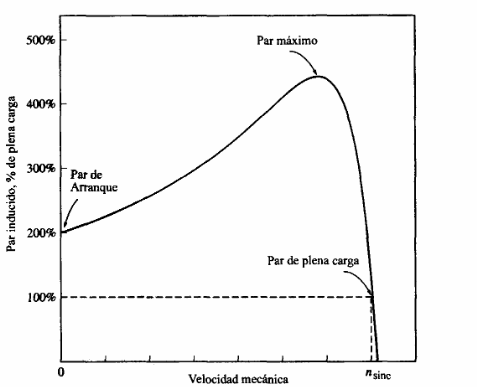 500%
Par máximo
400%
300%
Par de
Arranque
200%
Par de plena carga
100%
Par inducido, % de plena carga
0
Velocidad mecánica
n sinc